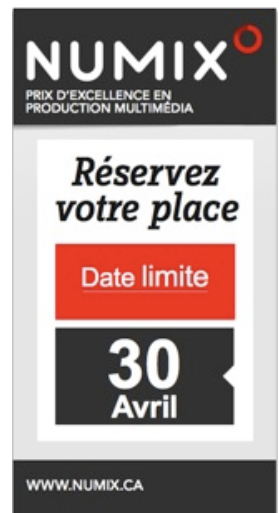 NUMIX
PRIX D'EXCELLENCE EN
PRODUCTION MULTIMÉDIA
Réservez
votre place
Date limite
30
Avril
WWW.NUMIX.CA